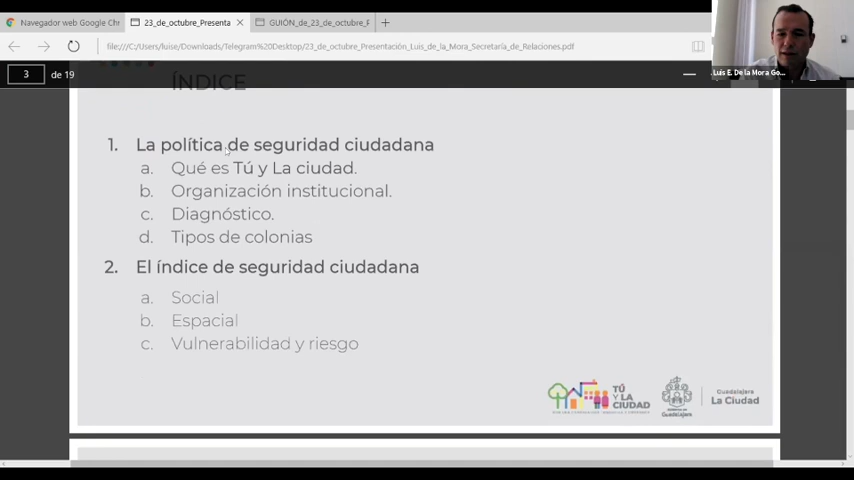 Navegador web Google Chr
23_de_octubre_Presenta
GUIÓN_de_23_de_octubre_F
file:///C:/Users/luise/Downloads/Telegram%20Desktop/23_de_octubre_Presentación_Luis_de_la_Mora_Secretaría_de_Relaciones.pdf
Luis E. De la Mora Go...
3 de 19
ÍNDICE
1. La política de seguridad ciudadana
a. Qué es Tú y La ciudad.
b. Organización institucional.
c. Diagnóstico.
d. Tipos de colonias
2. El índice de seguridad ciudadana
a. Social
b. Espacial
c. Vulnerabilidad y riesgo
TÚ
Y LA
CIUDAD
Guadalajara
La Ciudad
Guadalajara